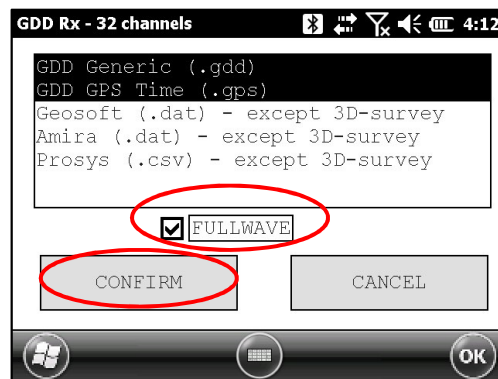 GDD Rx - 32 channels 4:12
GDD Generic (.gdd)
GDD GPS Time (.gps)
Geosoft (.dat) - except 3D-survey
Amira (.dat) - except 3D-survey
Prosys (.csv) - except 3D-survey
FULLWAVE
CONFIRM CANCEL
OK